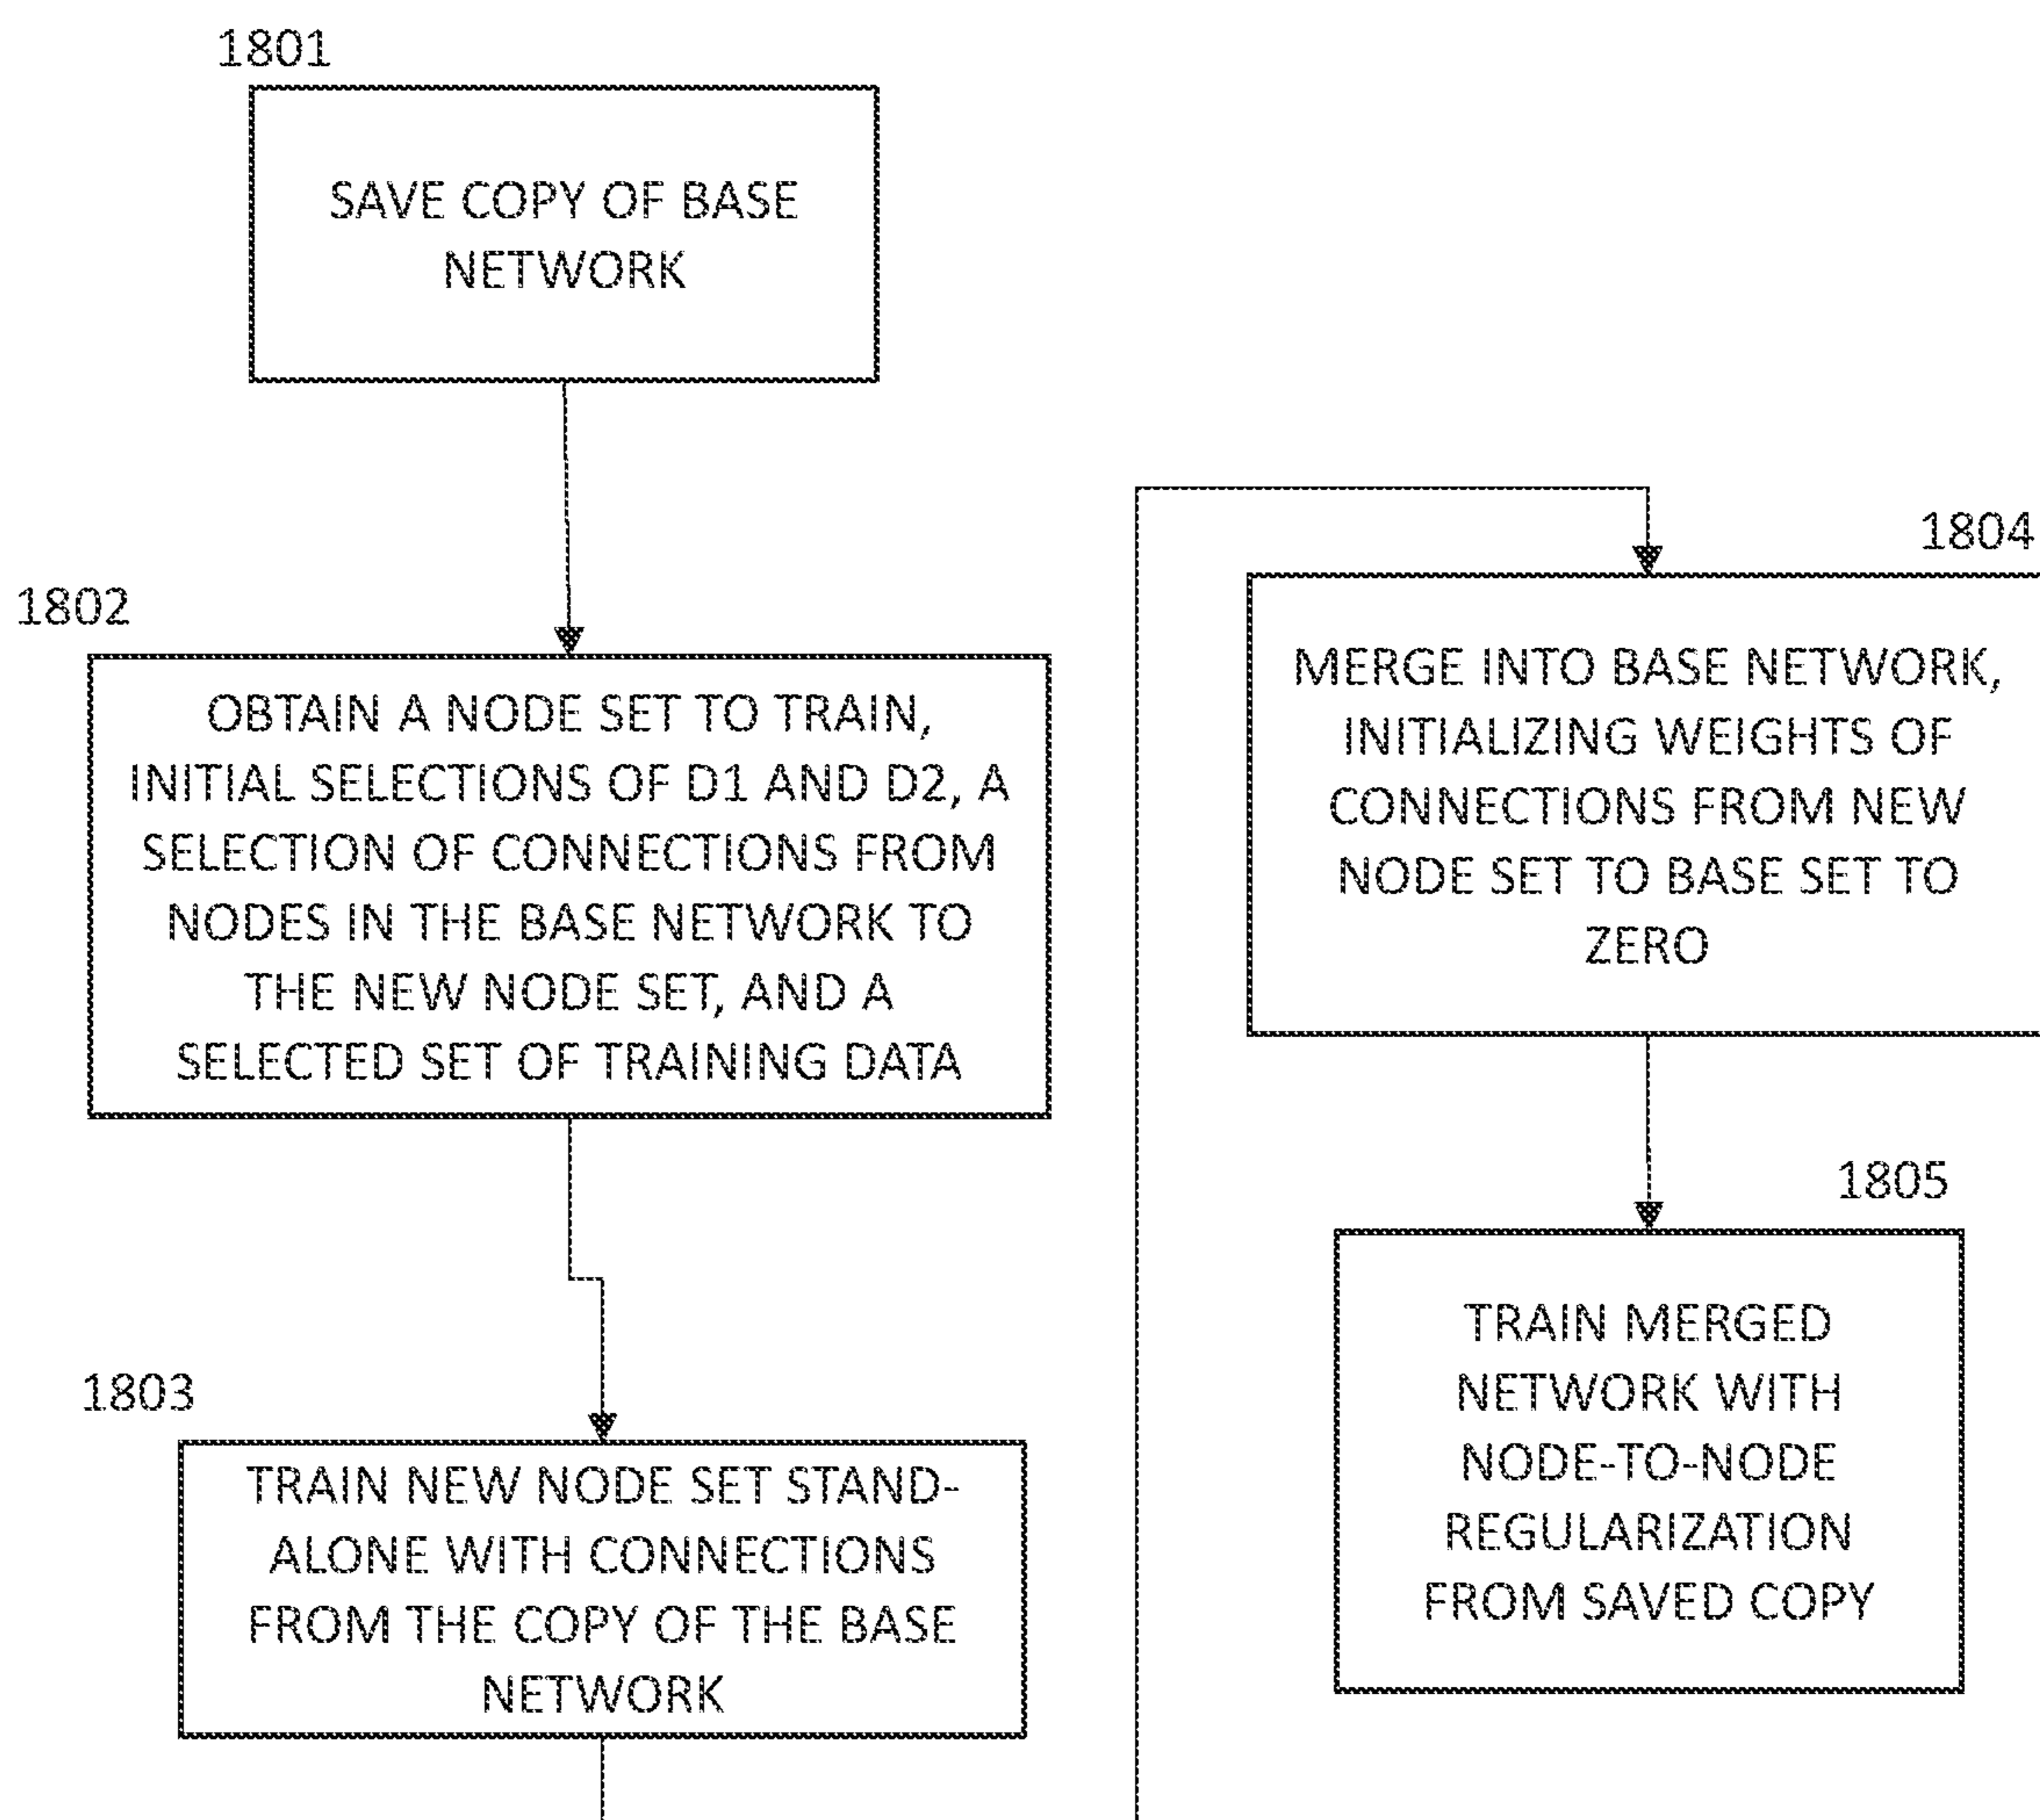 1801
SAVE COPY OF BASE
NETWORK
1802
OBTAIN A NODE SET TO TRAIN,
INITIAL SELECTIONS OF D1 AND D2, A
SELECTION OF CONNECTIONS FROM
NODES IN THE BASE NETWORK TO
THE NEW NODE SET, AND A
SELECTED SET OF TRAINING DATA
1803
TRAIN NEW NODE SET STAND-
ALONE WITH CONNECTIONS
FROM THE COPY OF THE BASE
NETWORK
1804
MERGE INTO BASE NETWORK,
INITIALIZING WEIGHTS OF
CONNECTIONS FROM NEW
NODE SET TO BASE SET TO
ZERO
1805
TRAIN MERGED
NETWORK WITH
NODE-TO-NODE
REGULARIZATION
FROM SAVED COPY